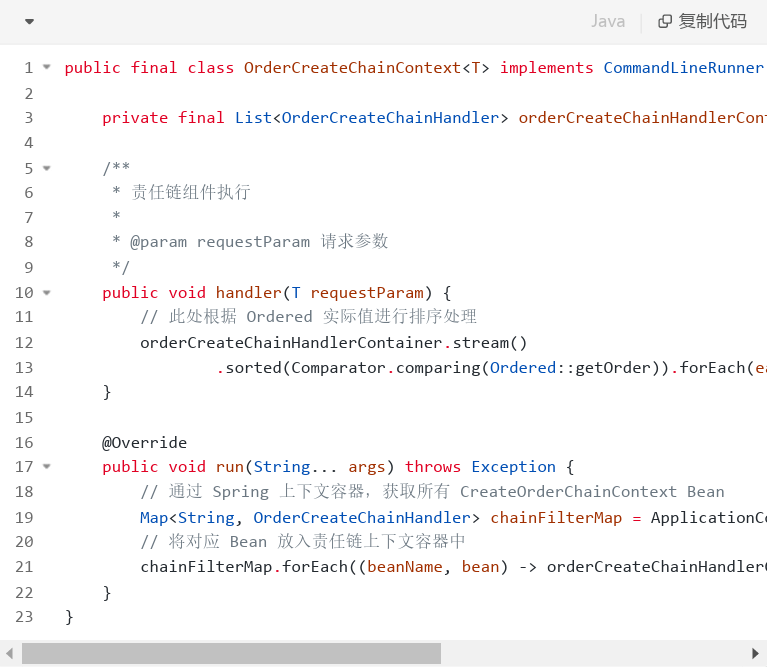 Java 复制代码
1 public final class OrderCreateChainContext<T> implements CommandLineRunner
2
3 private final List<OrderCreateChainHandler> orderCreateChainHandlerCont
4
5 /**
6 * 责任链组件执行
7 *
8 * @param requestParam 请求参数
9 */
10 public void handler(T requestParam) {
11 // 此处根据 Ordered 实际值进行排序处理
12 orderCreateChainHandlerContainer.stream()
13 .sorted(Comparator.comparing(Ordered::getOrder)).forEach(ea
14 }
15
16 @Override
17 public void run(String... args) throws Exception {
18 // 通过 Spring 上下文容器，获取所有 CreateOrderChainContext Bean
19 Map<String, OrderCreateChainHandler> chainFilterMap = ApplicationCo
20 // 将对应 Bean 放入责任链上下文容器中
21 chainFilterMap.forEach((beanName, bean) -> orderCreateChainHandlerC
22 }
23 }